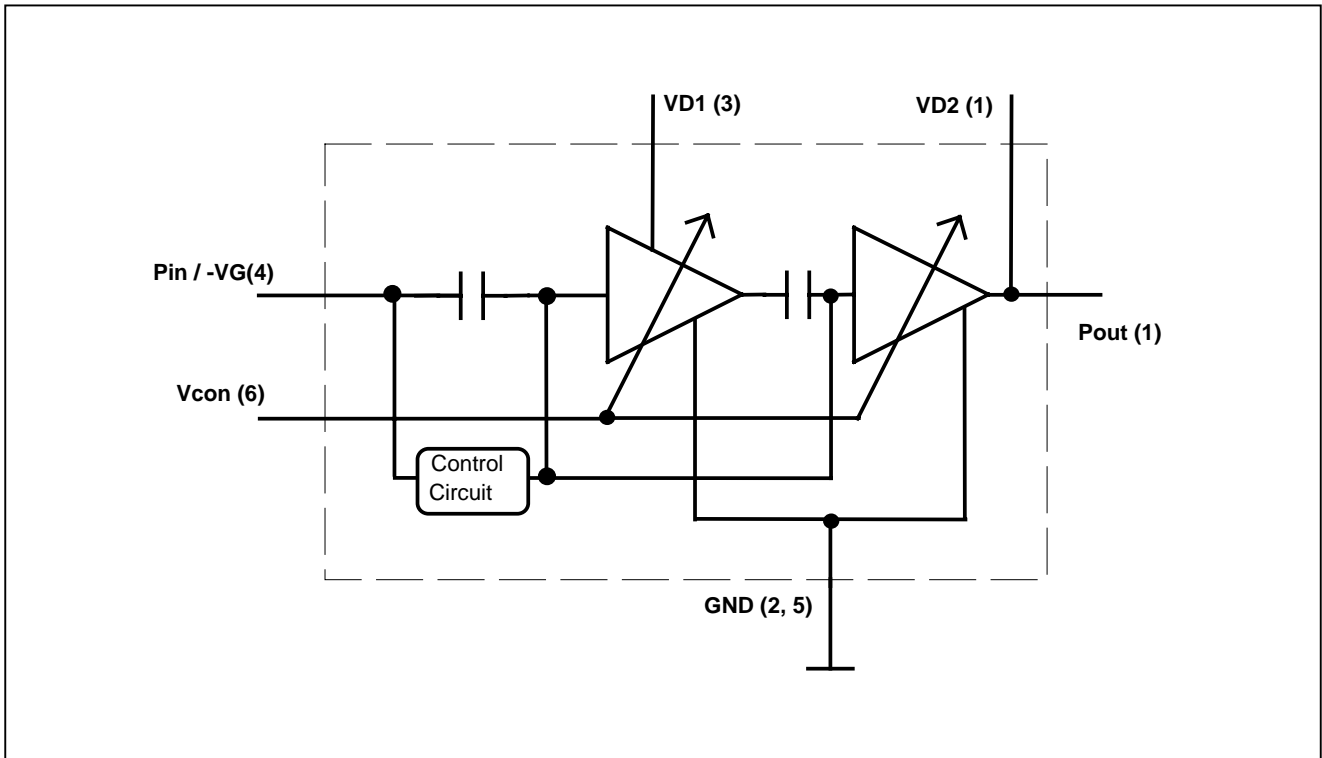 VD1 (3)
VD2 (1)
Pin / -VG(4)
Pout (1)
Vcon (6)
Control
Circuit
GND (2, 5)